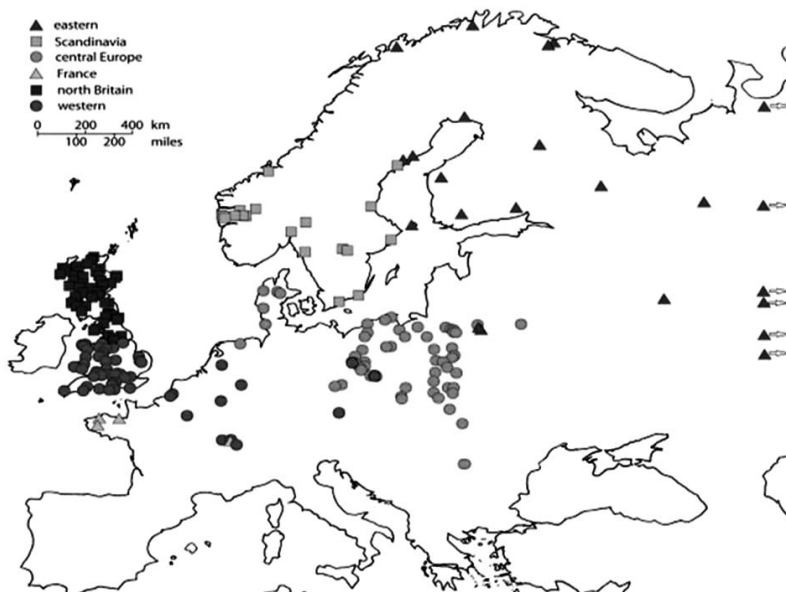 eastern
Scandinavia
central Europe
France
north Britain
western
0 200 400 km
100 200 miles